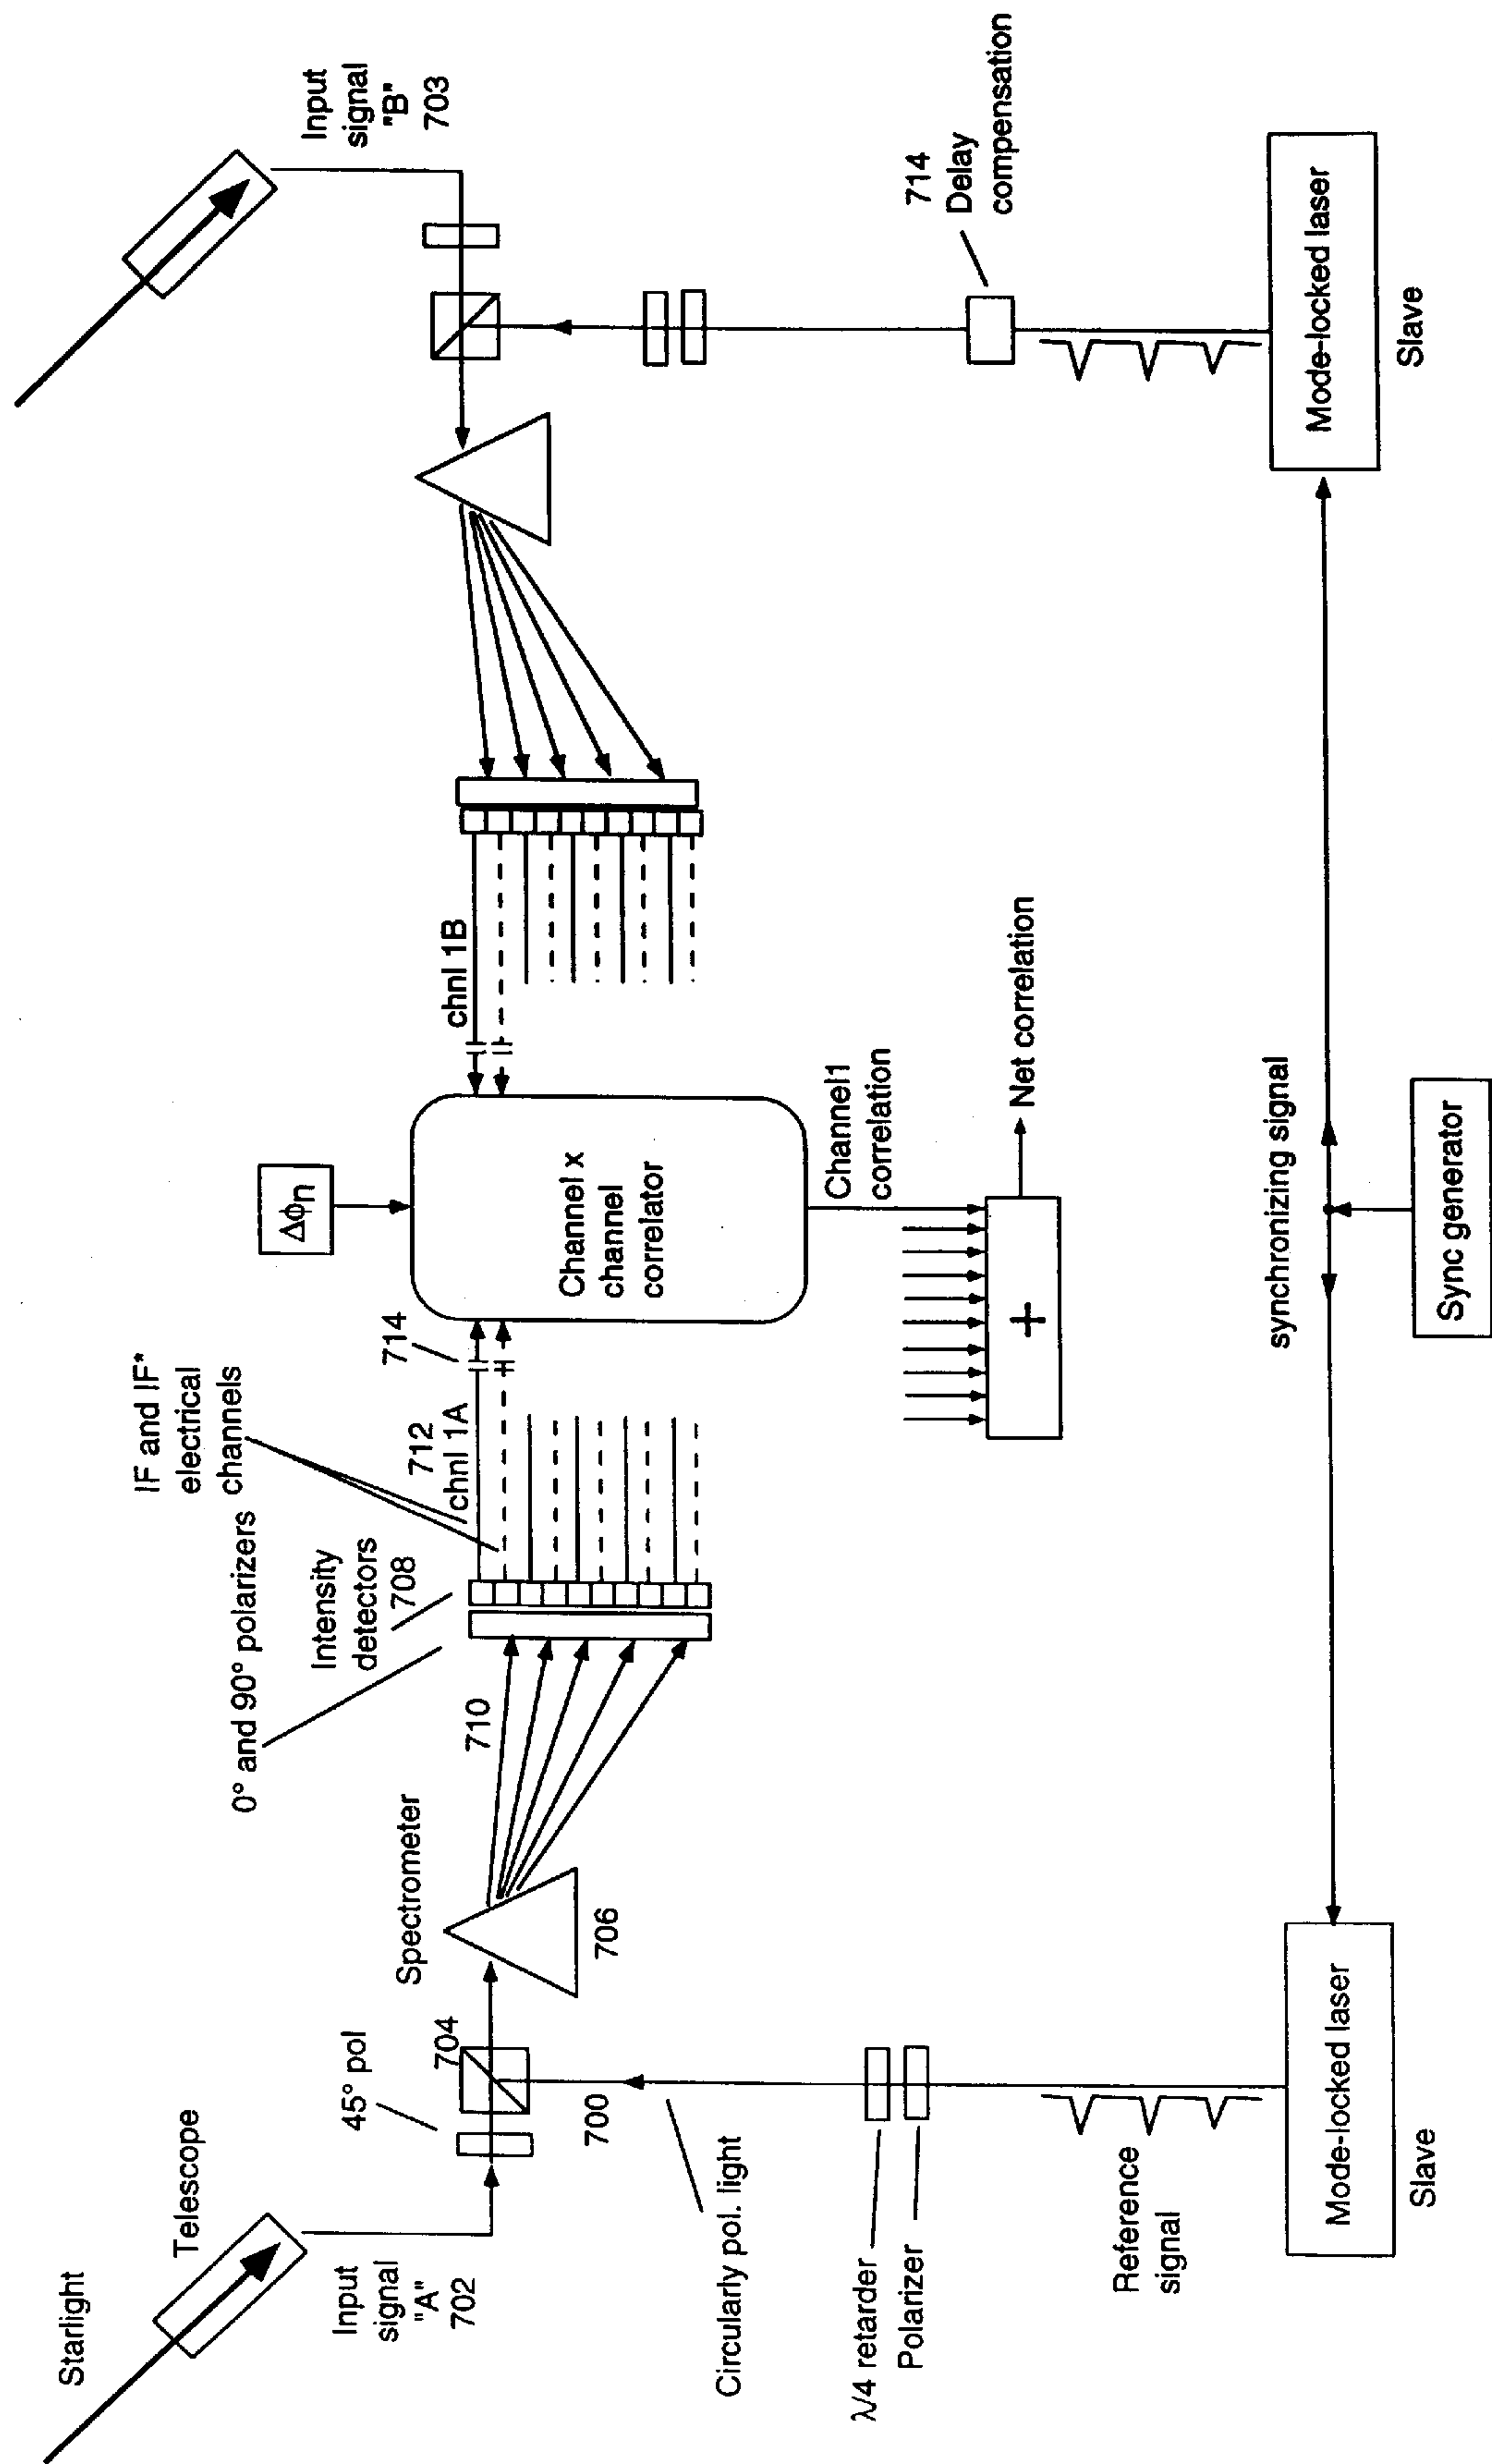 Starlight
Telescope
Input
signal
"A"
702
45° pol
704
Spectrometer
706
710
0° and 90° polarizers
Intensity
detectors
708
IF and IF*
electrical
channels
712
chnl 1A
714
Δφn
Channel x
channel
correlator
chnl 1B
Channel1
correlation
+
Net correlation
Input
signal
"B"
703
714
Delay
compensation
700
Circularly pol. light
λ/4 retarder
Polarizer
Reference
signal
Mode-locked laser
Slave
synchronizing signal
Sync generator
Mode-locked laser
Slave